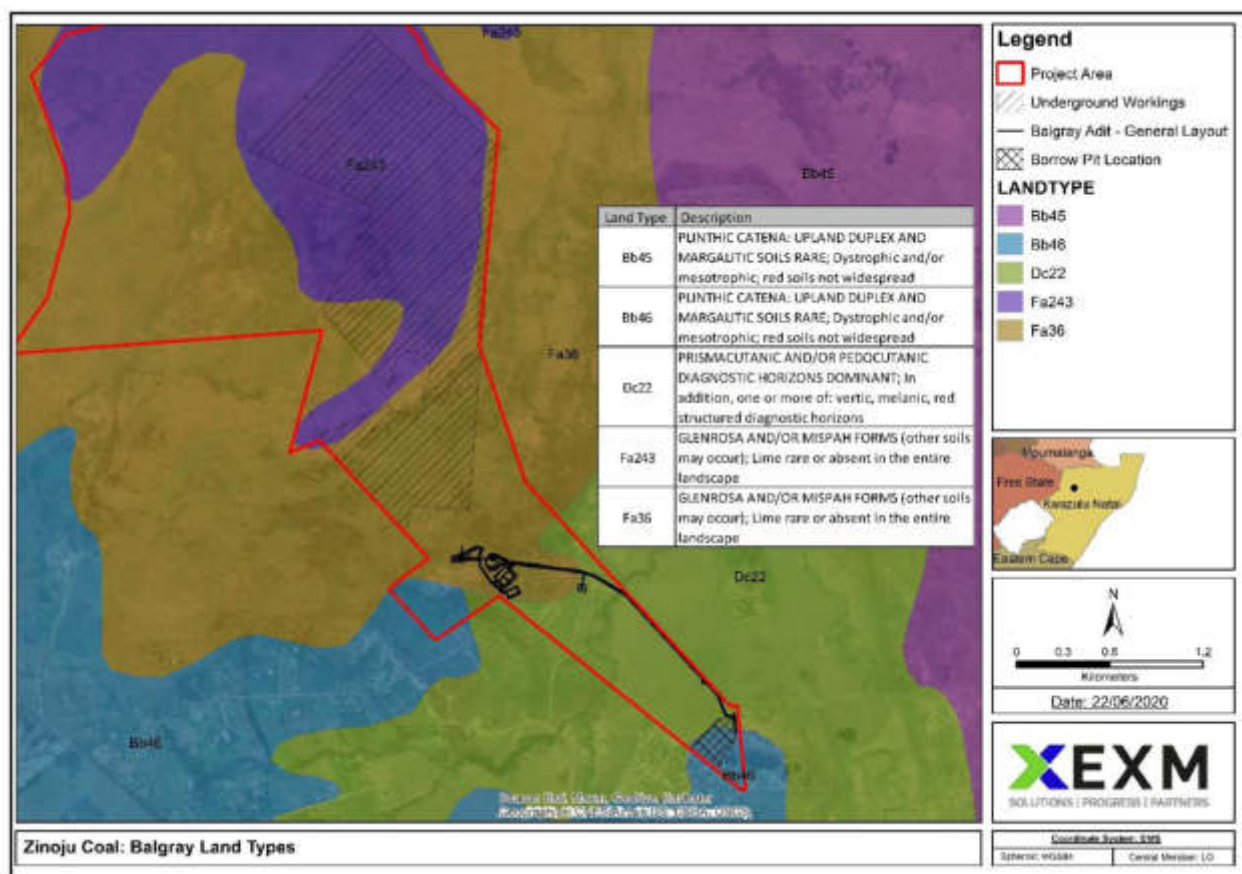 Fa243
Fa243
Bb45
Fa36
Dc22
Bb46
Bb46
Land Type Description
Bb45 PLINTHIC CATENA: UPLAND DUPLEX AND
MARGALITIC SOILS RARE; Dystrophic and/or
mesotrophic; red soils not widespread
Bb46 PLINTHIC CATENA: UPLAND DUPLEX AND
MARGALITIC SOILS RARE; Dystrophic and/or
mesotrophic; red soils not widespread
Dc22 PRISMACUTANIC AND/OR PEDOCUTANIC
DIAGNOSTIC HORIZONS DOMINANT; In
addition, one or more of: vertic, melanic, red
structured diagnostic horizons
Fa243 GLENROSA AND/OR MISPAH FORMS (other soils
may occur); Lime rare or absent in the entire
landscape
Fa36 GLENROSA AND/OR MISPAH FORMS (other soils
may occur); Lime rare or absent in the entire
landscape
Zinoju Coal: Balgray Land Types
Legend
Project Area
Underground Workings
Balgray Adit - General Layout
Borrow Pit Location
LANDTYPE
Bb45
Bb46
Dc22
Fa243
Fa36
Mpumalanga
Free State
Kwazulu Natal
Eastern Cape
N
0 0.3 0.6 1.2
Kilometers
Date: 22/06/2020
EXM
SOLUTIONS | PROGRESS | PARTNERS
Coordinate System:
Spheroid: WGS84 Central Meridian: LO